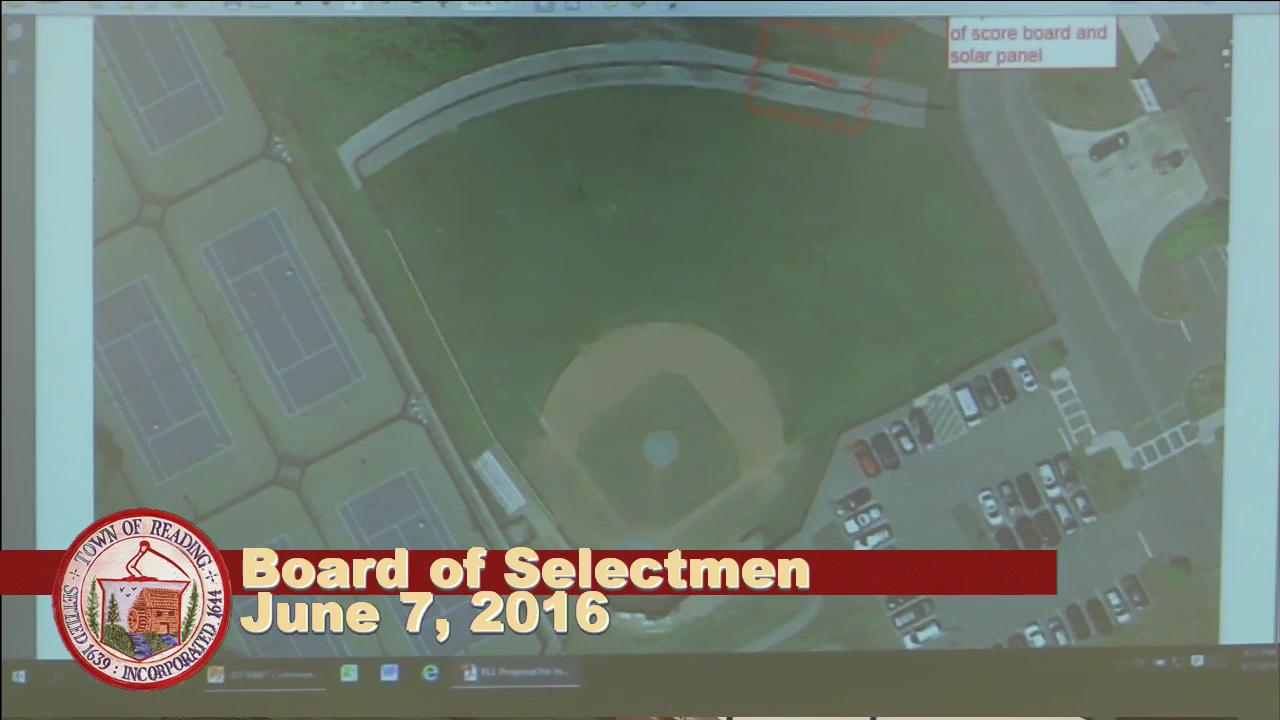 of score board and
solar panel
TOWN OF READING
SETTLED 1639 : INCORPORATED 1644
Board of Selectmen
June 7, 2016